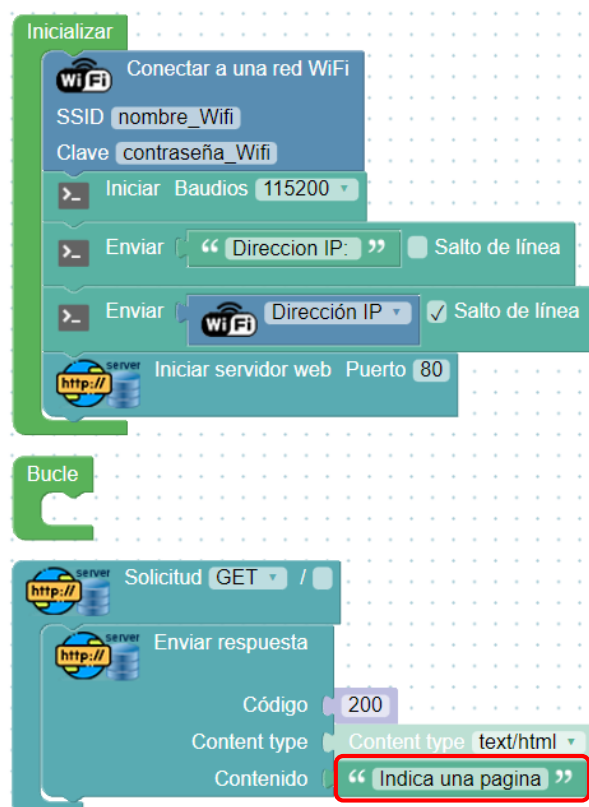 Inicializar
WiFi Conectar a una red WiFi
SSID nombre_Wifi
Clave contraseña_Wifi
>_ Iniciar Baudios 115200
>_ Enviar “ Direccion IP: ” Salto de línea
>_ Enviar WiFi Dirección IP ✓ Salto de línea
http:// server Iniciar servidor web Puerto 80
Bucle
http:// server Solicitud GET /
http:// server Enviar respuesta
Código 200
Content type Content type text/html
Contenido “ Indica una pagina ”